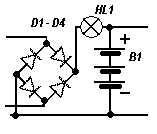 D1-D4 HL1
+
B1
−